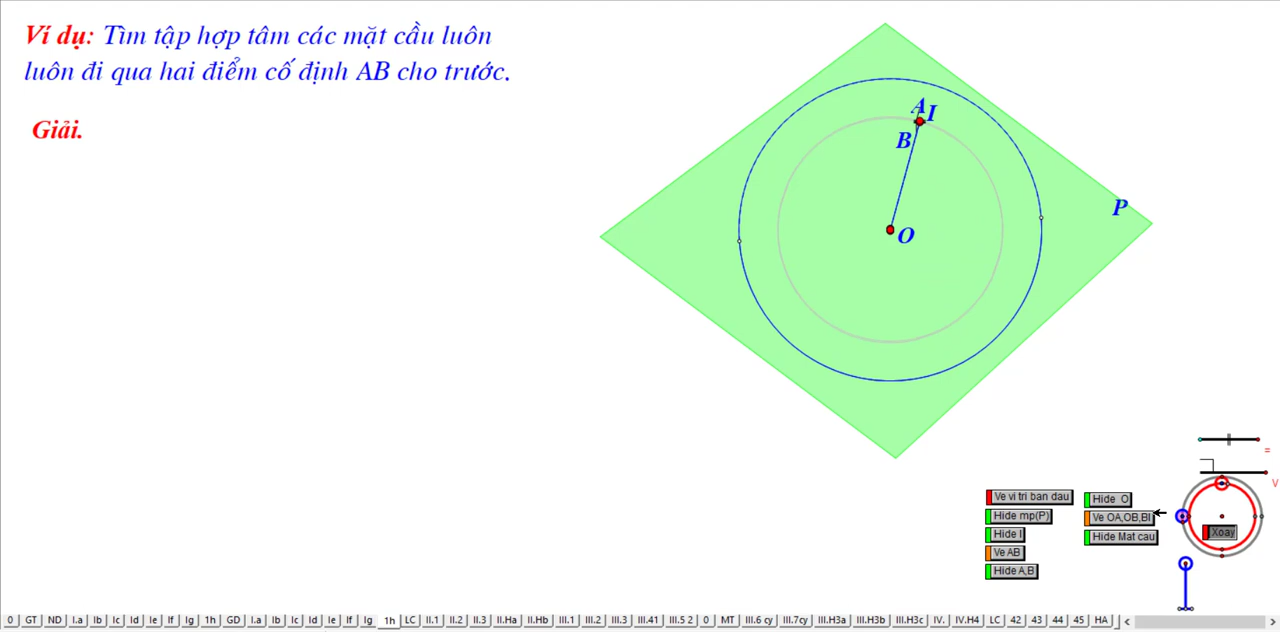 Ví dụ: Tìm tập hợp tâm các mặt cầu luôn
luôn đi qua hai điểm cố định AB cho trước.
Giải.
A
I
B
P
O
=
V
Ve vi tri ban dau
Hide mp(P)
Hide I
Ve AB
Hide A,B
Hide O
Ve OA,OB,BI
Hide Mat cau
Xoay
0 GT ND I.a Ib Ic Id Ie If Ig 1h GD I.a Ib Ic Id Ie If Ig 1h LC II.1 II.2 II.3 II.Ha II.Hb III.1 III.2 III.3 III.41 III.5 2 0 MT III.6 cy III.7cy III.H3a III.H3b III.H3c IV. IV.H4 LC 42 43 44 45 HA